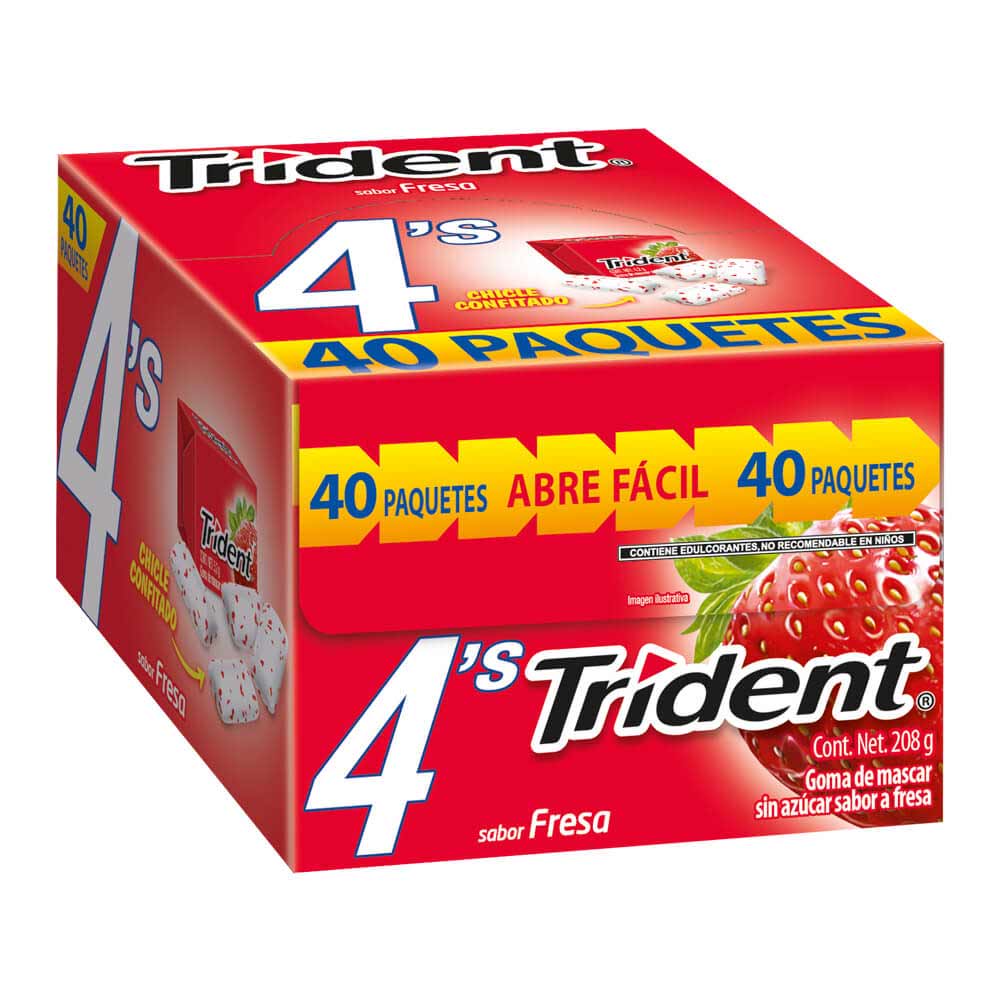 Trident®
sabor Fresa
4's
Trident
CHICLE
CONFITADO
40 PAQUETES
40
PAQUETES
4's
Trident
CHICLE
CONFITADO
sabor Fresa
40 PAQUETES ABRE FÁCIL 40 PAQUETES
CONTIENE EDULCORANTES, NO RECOMENDABLE EN NIÑOS
Imagen ilustrativa
4's Trident®
Cont. Net. 208 g
Goma de mascar
sin azúcar sabor a fresa
sabor Fresa